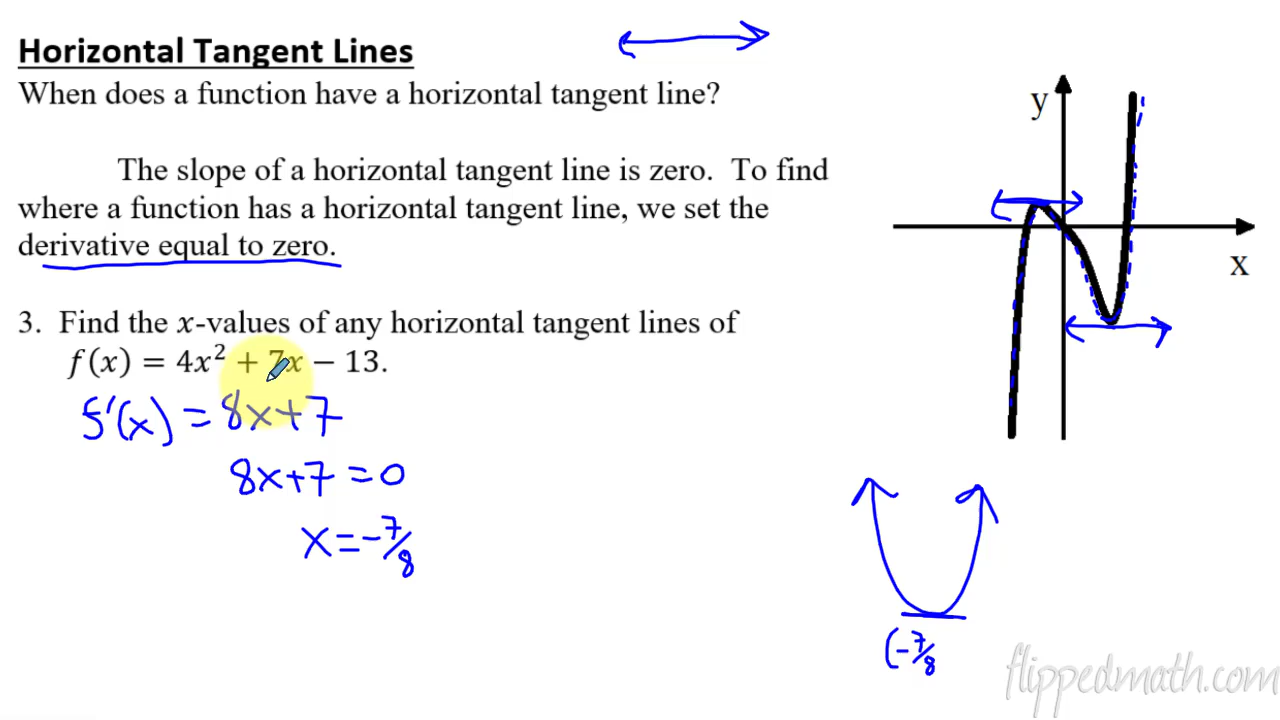 Horizontal Tangent Lines
When does a function have a horizontal tangent line?
The slope of a horizontal tangent line is zero. To find
where a function has a horizontal tangent line, we set the
derivative equal to zero.
3. Find the x-values of any horizontal tangent lines of
f(x) = 4x² + 7x − 13.
f'(x) = 8x+7
8x+7 = 0
x = -7/8
y
x
(-7/8
flippedmath.com